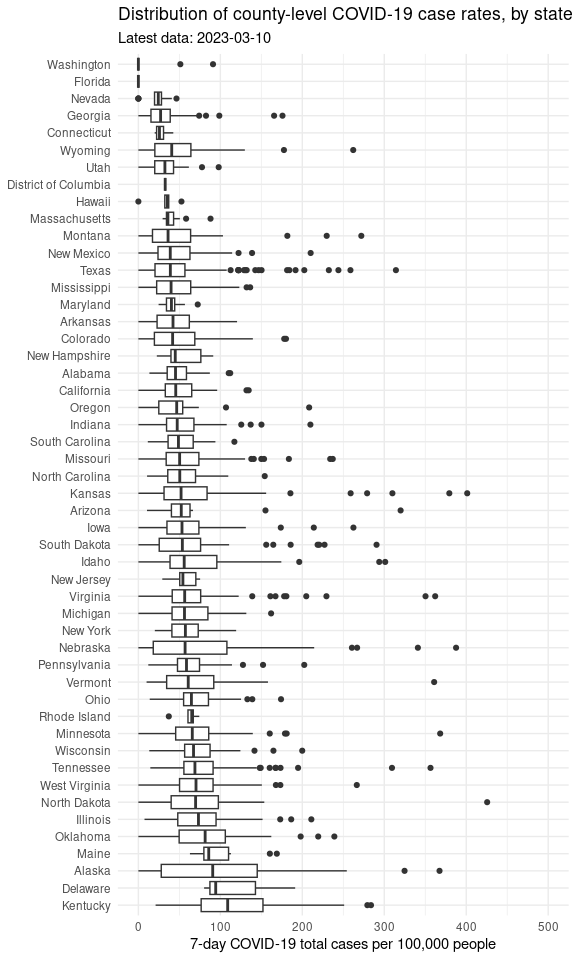 Distribution of county-level COVID-19 case rates, by state
Latest data: 2023-03-10
Washington
Florida
Nevada
Georgia
Connecticut
Wyoming
Utah
District of Columbia
Hawaii
Massachusetts
Montana
New Mexico
Texas
Mississippi
Maryland
Arkansas
Colorado
New Hampshire
Alabama
California
Oregon
Indiana
South Carolina
Missouri
North Carolina
Kansas
Arizona
Iowa
South Dakota
Idaho
New Jersey
Virginia
Michigan
New York
Nebraska
Pennsylvania
Vermont
Ohio
Rhode Island
Minnesota
Wisconsin
Tennessee
West Virginia
North Dakota
Illinois
Oklahoma
Maine
Alaska
Delaware
Kentucky
0 100 200 300 400 500
7-day COVID-19 total cases per 100,000 people